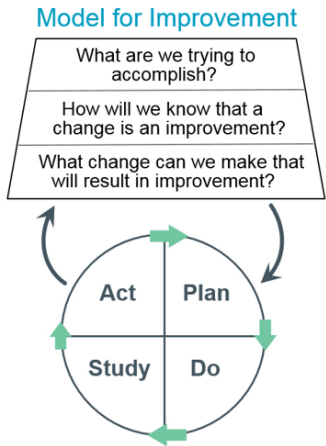 Model for Improvement
What are we trying to
accomplish?
How will we know that a
change is an improvement?
What change can we make that
will result in improvement?
Act
Plan
Study
Do